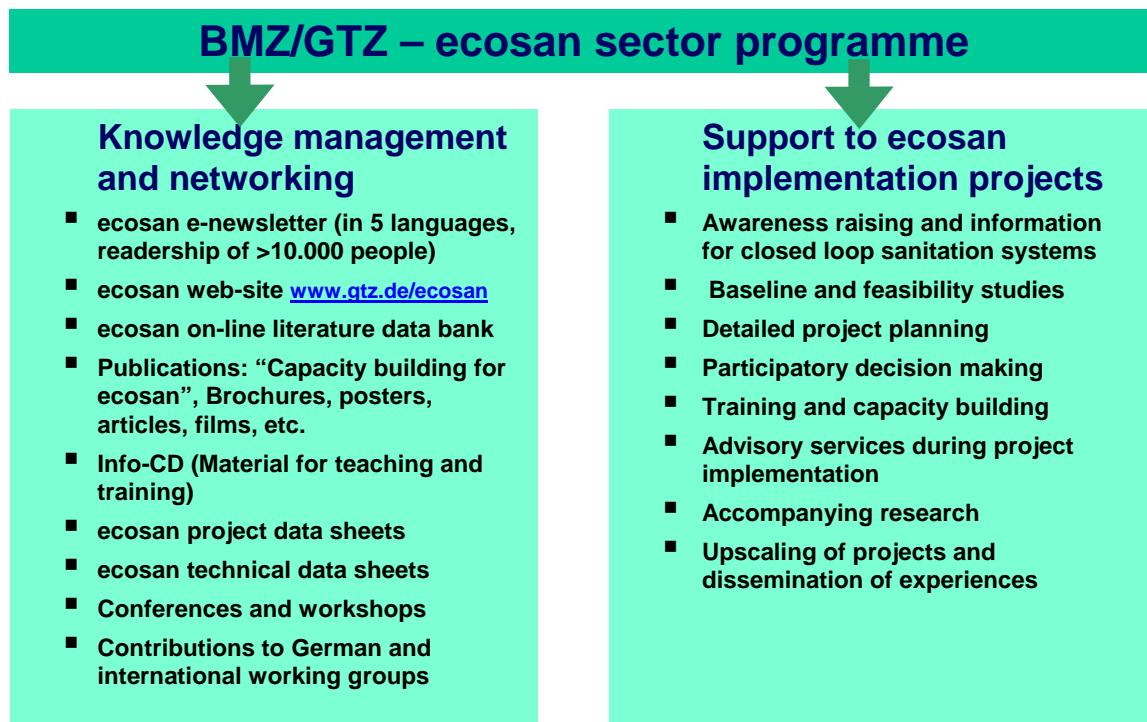 BMZ/GTZ – ecosan sector programme
Knowledge management
and networking
▪ ecosan e-newsletter (in 5 languages,
readership of >10.000 people)
▪ ecosan web-site www.gtz.de/ecosan
▪ ecosan on-line literature data bank
▪ Publications: “Capacity building for
ecosan”, Brochures, posters,
articles, films, etc.
▪ Info-CD (Material for teaching and
training)
▪ ecosan project data sheets
▪ ecosan technical data sheets
▪ Conferences and workshops
▪ Contributions to German and
international working groups
Support to ecosan
implementation projects
▪ Awareness raising and information
for closed loop sanitation systems
▪ Baseline and feasibility studies
▪ Detailed project planning
▪ Participatory decision making
▪ Training and capacity building
▪ Advisory services during project
implementation
▪ Accompanying research
▪ Upscaling of projects and
dissemination of experiences